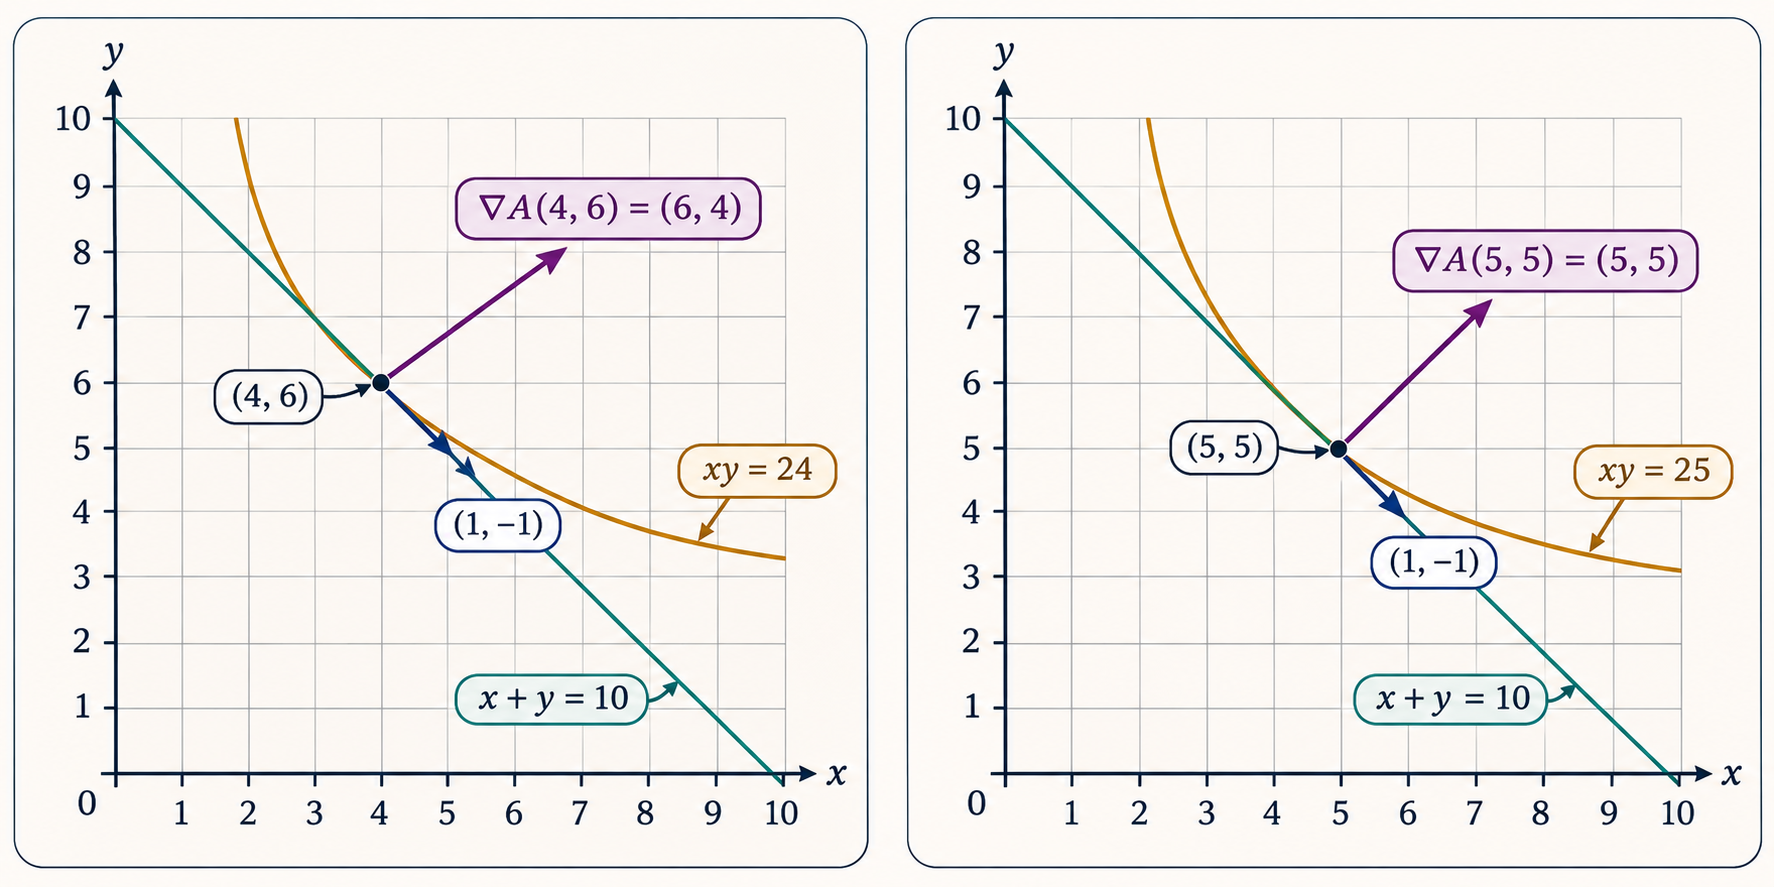 y
10
9
8
7
6
5
4
3
2
1
0
1 2 3 4 5 6 7 8 9 10
x
∇A(4, 6) = (6, 4)
(4, 6)
xy = 24
(1, −1)
x + y = 10
y
10
9
8
7
6
5
4
3
2
1
0
1 2 3 4 5 6 7 8 9 10
x
∇A(5, 5) = (5, 5)
(5, 5)
xy = 25
(1, −1)
x + y = 10